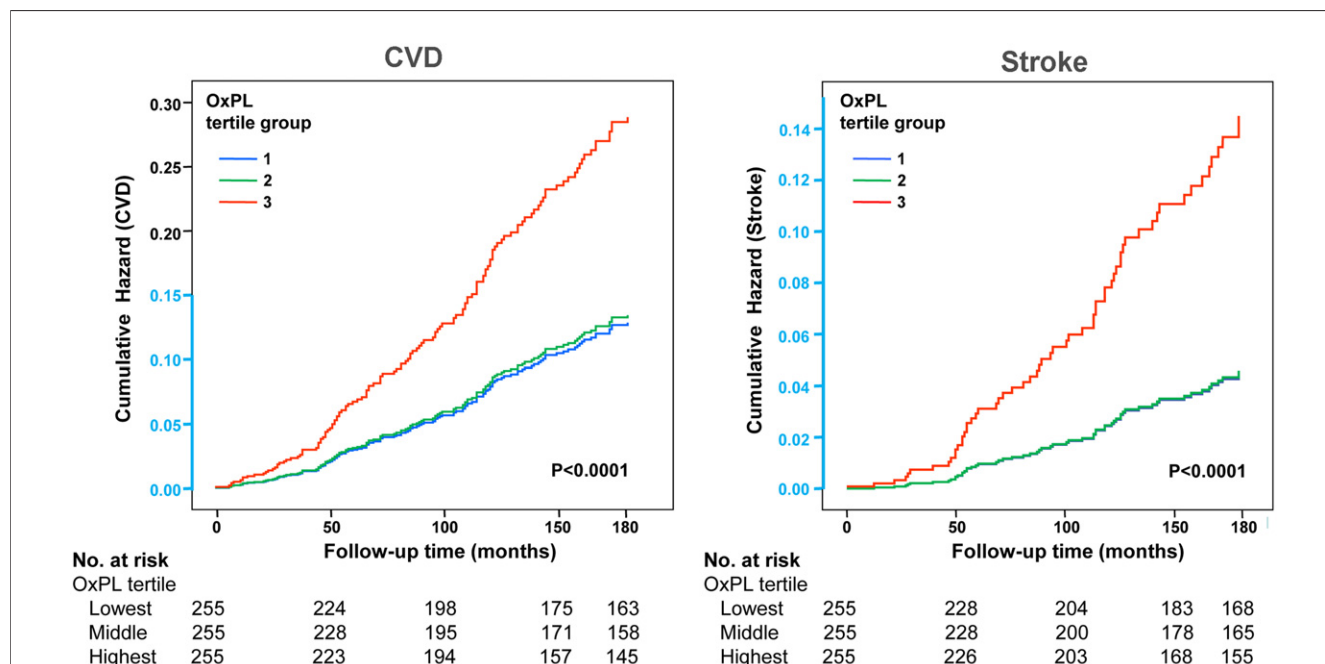 CVD
OxPL
tertile group
1
2
3
Cumulative Hazard (CVD)
0.30
0.25
0.20
0.15
0.10
0.05
0.00
P<0.0001
0 50 100 150 180
Follow-up time (months)
No. at risk
OxPL tertile
Lowest 255 224 198 175 163
Middle 255 228 195 171 158
Highest 255 223 194 157 145
Stroke
OxPL
tertile group
1
2
3
Cumulative Hazard (Stroke)
0.14
0.12
0.10
0.08
0.06
0.04
0.02
0.00
P<0.0001
0 50 100 150 180
Follow-up time (months)
No. at risk
OxPL tertile
Lowest 255 228 204 183 168
Middle 255 228 200 178 165
Highest 255 226 203 168 155